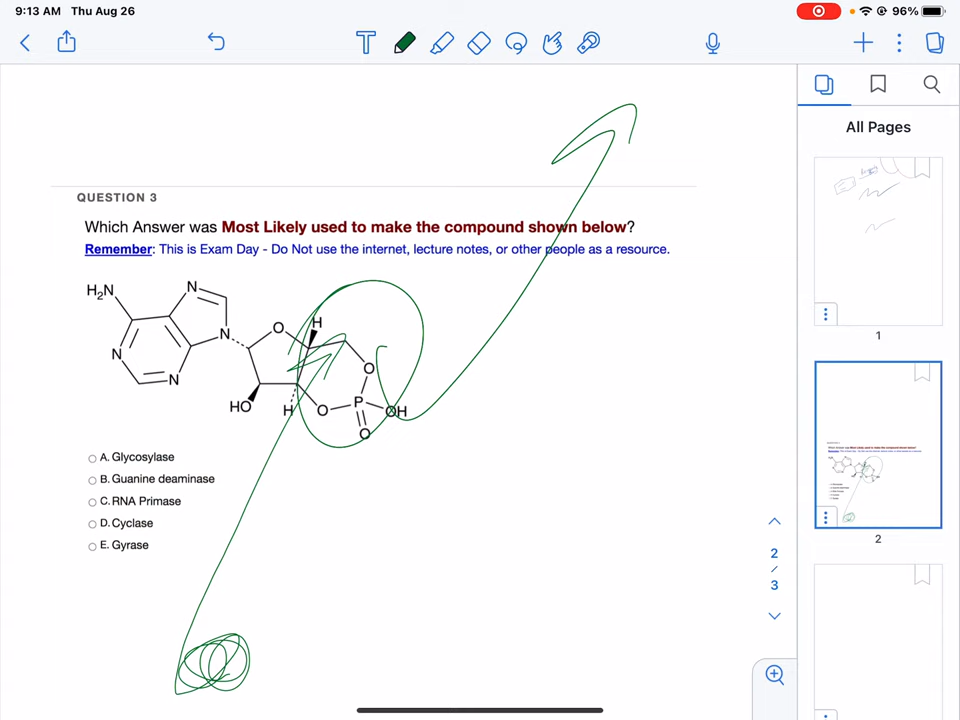 9:13 AM Thu Aug 26
96%
All Pages
QUESTION 3
Which Answer was Most Likely used to make the compound shown below?
Remember: This is Exam Day - Do Not use the internet, lecture notes, or other people as a resource.
H2N
N
N
N
N
O
H
O
HO
H
O
P
OH
O
A. Glycosylase
B. Guanine deaminase
C. RNA Primase
D. Cyclase
E. Gyrase
2
/
3
1
2